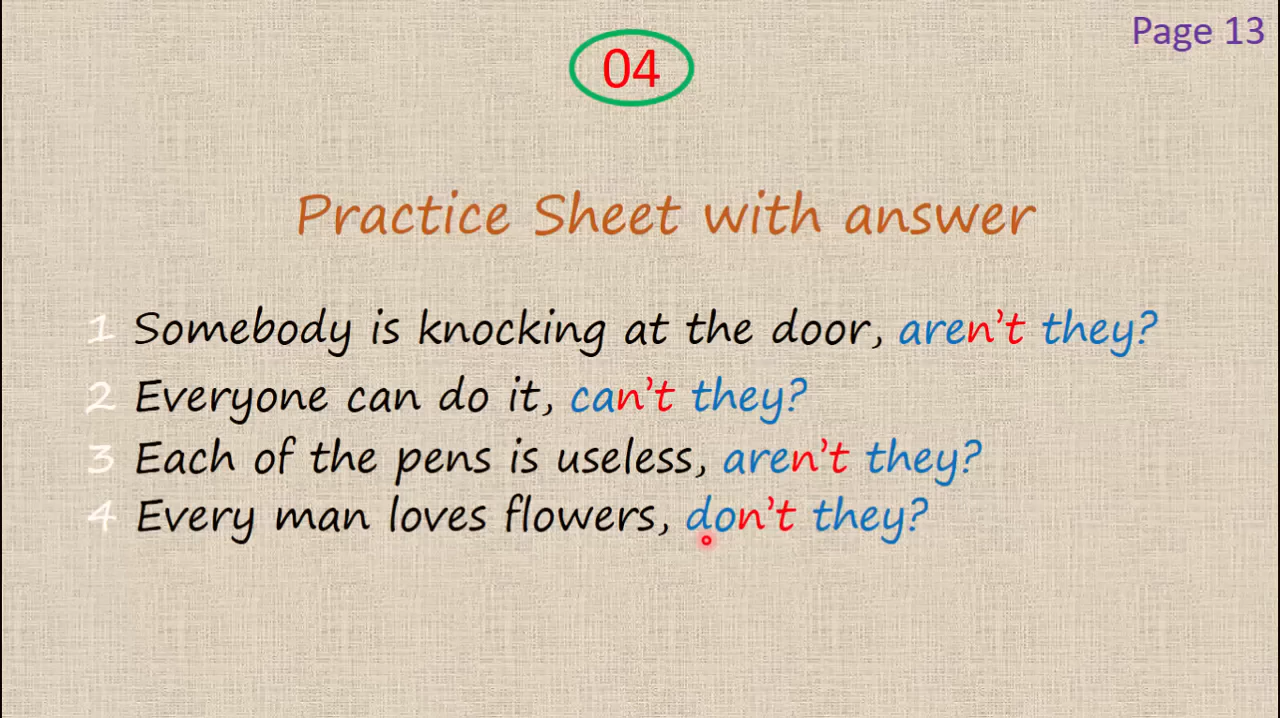 Page 13
04
Practice Sheet with answer
1 Somebody is knocking at the door, aren't they?
2 Everyone can do it, can't they?
3 Each of the pens is useless, aren't they?
4 Every man loves flowers, don't they?